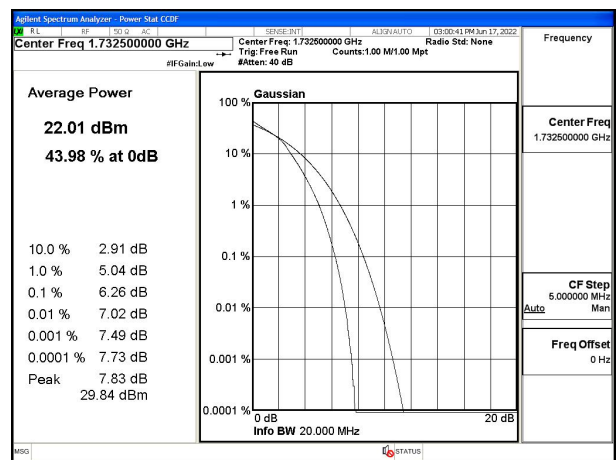 Agilent Spectrum Analyzer - Power Stat CCDF
RL RF 50 Ω AC SENSE:INT ALIGN AUTO 03:00:41 PM Jun 17, 2022
Center Freq 1.732500000 GHz
Center Freq: 1.732500000 GHz Radio Std: None
Trig: Free Run Counts:1.00 M/1.00 Mpt
#IFGain:Low #Atten: 40 dB
Frequency
Average Power
22.01 dBm
43.98 % at 0dB
10.0 % 2.91 dB
1.0 % 5.04 dB
0.1 % 6.26 dB
0.01 % 7.02 dB
0.001 % 7.49 dB
0.0001 % 7.73 dB
Peak 7.83 dB
29.84 dBm
Gaussian
100 %
10 %
1 %
0.1 %
0.01 %
0.001 %
0.0001 %
0 dB 20 dB
Info BW 20.000 MHz
Center Freq
1.732500000 GHz
CF Step
5.000000 MHz
Auto Man
Freq Offset
0 Hz
MSG STATUS